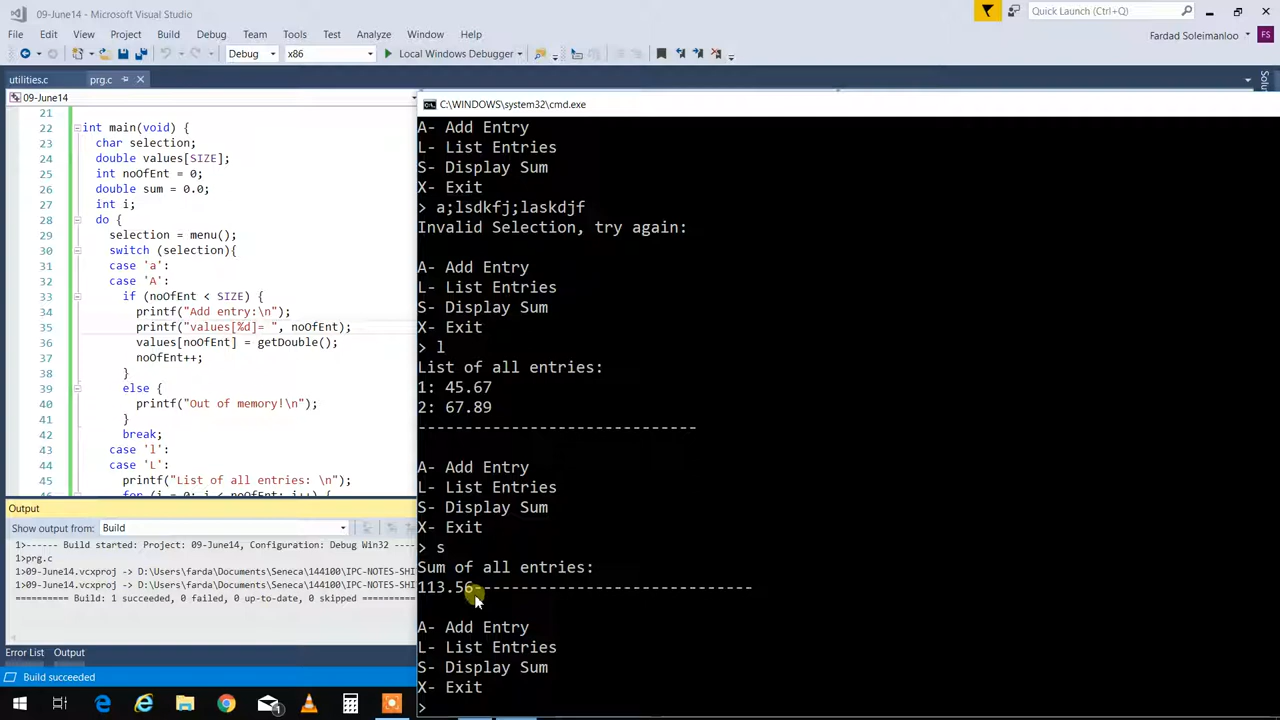 09-June14 - Microsoft Visual Studio
Quick Launch (Ctrl+Q)
File Edit View Project Build Debug Team Tools Test Analyze Window Help
Fardad Soleimanloo FS
Debug x86 Local Windows Debugger
utilities.c prg.c
09-June14
21
22 int main(void) {
23 char selection;
24 double values[SIZE];
25 int noOfEnt = 0;
26 double sum = 0.0;
27 int i;
28 do {
29 selection = menu();
30 switch (selection){
31 case 'a':
32 case 'A':
33 if (noOfEnt < SIZE) {
34 printf("Add entry:\n");
35 printf("values[%d]= ", noOfEnt);
36 values[noOfEnt] = getDouble();
37 noOfEnt++;
38 }
39 else {
40 printf("Out of memory!\n");
41 }
42 break;
43 case 'l':
44 case 'L':
45 printf("List of all entries: \n");
46 for (i = 0; i < noOfEnt; i++) {
Output
Show output from: Build
1>------ Build started: Project: 09-June14, Configuration: Debug Win32 ----
1>prg.c
1>09-June14.vcxproj -> D:\Users\farda\Documents\Seneca\144100\IPC-NOTES-SHI
1>09-June14.vcxproj -> D:\Users\farda\Documents\Seneca\144100\IPC-NOTES-SHI
========== Build: 1 succeeded, 0 failed, 0 up-to-date, 0 skipped ==========
Error List Output
Build succeeded
C:\WINDOWS\system32\cmd.exe
A- Add Entry
L- List Entries
S- Display Sum
X- Exit
> a;lsdkfj;laskdjf
Invalid Selection, try again:
A- Add Entry
L- List Entries
S- Display Sum
X- Exit
> l
List of all entries:
1: 45.67
2: 67.89
------------------------------
A- Add Entry
L- List Entries
S- Display Sum
X- Exit
> s
Sum of all entries:
113.56------------------------------
A- Add Entry
L- List Entries
S- Display Sum
X- Exit
>